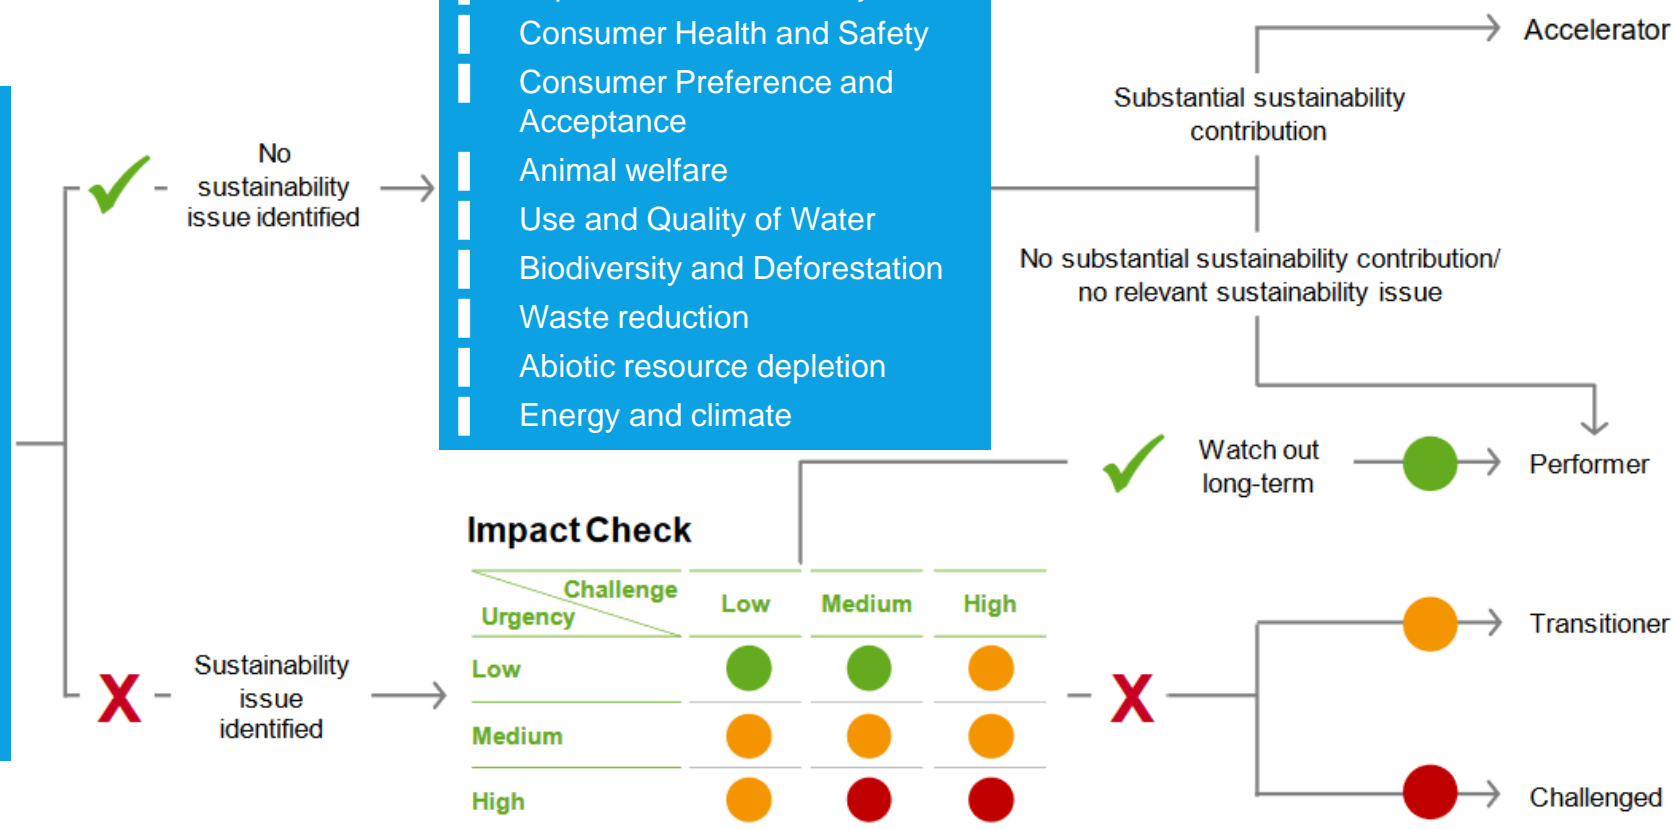 Consumer Health and Safety
Consumer Preference and
Acceptance
Animal welfare
Use and Quality of Water
Biodiversity and Deforestation
Waste reduction
Abiotic resource depletion
Energy and climate
No
sustainability
issue identified
Accelerator
Substantial sustainability
contribution
No substantial sustainability contribution/
no relevant sustainability issue
Watch out
long-term
Performer
Impact Check
Challenge
Urgency
Low
Medium
High
Low
Medium
High
Sustainability
issue
identified
X
X
Transitioner
Challenged